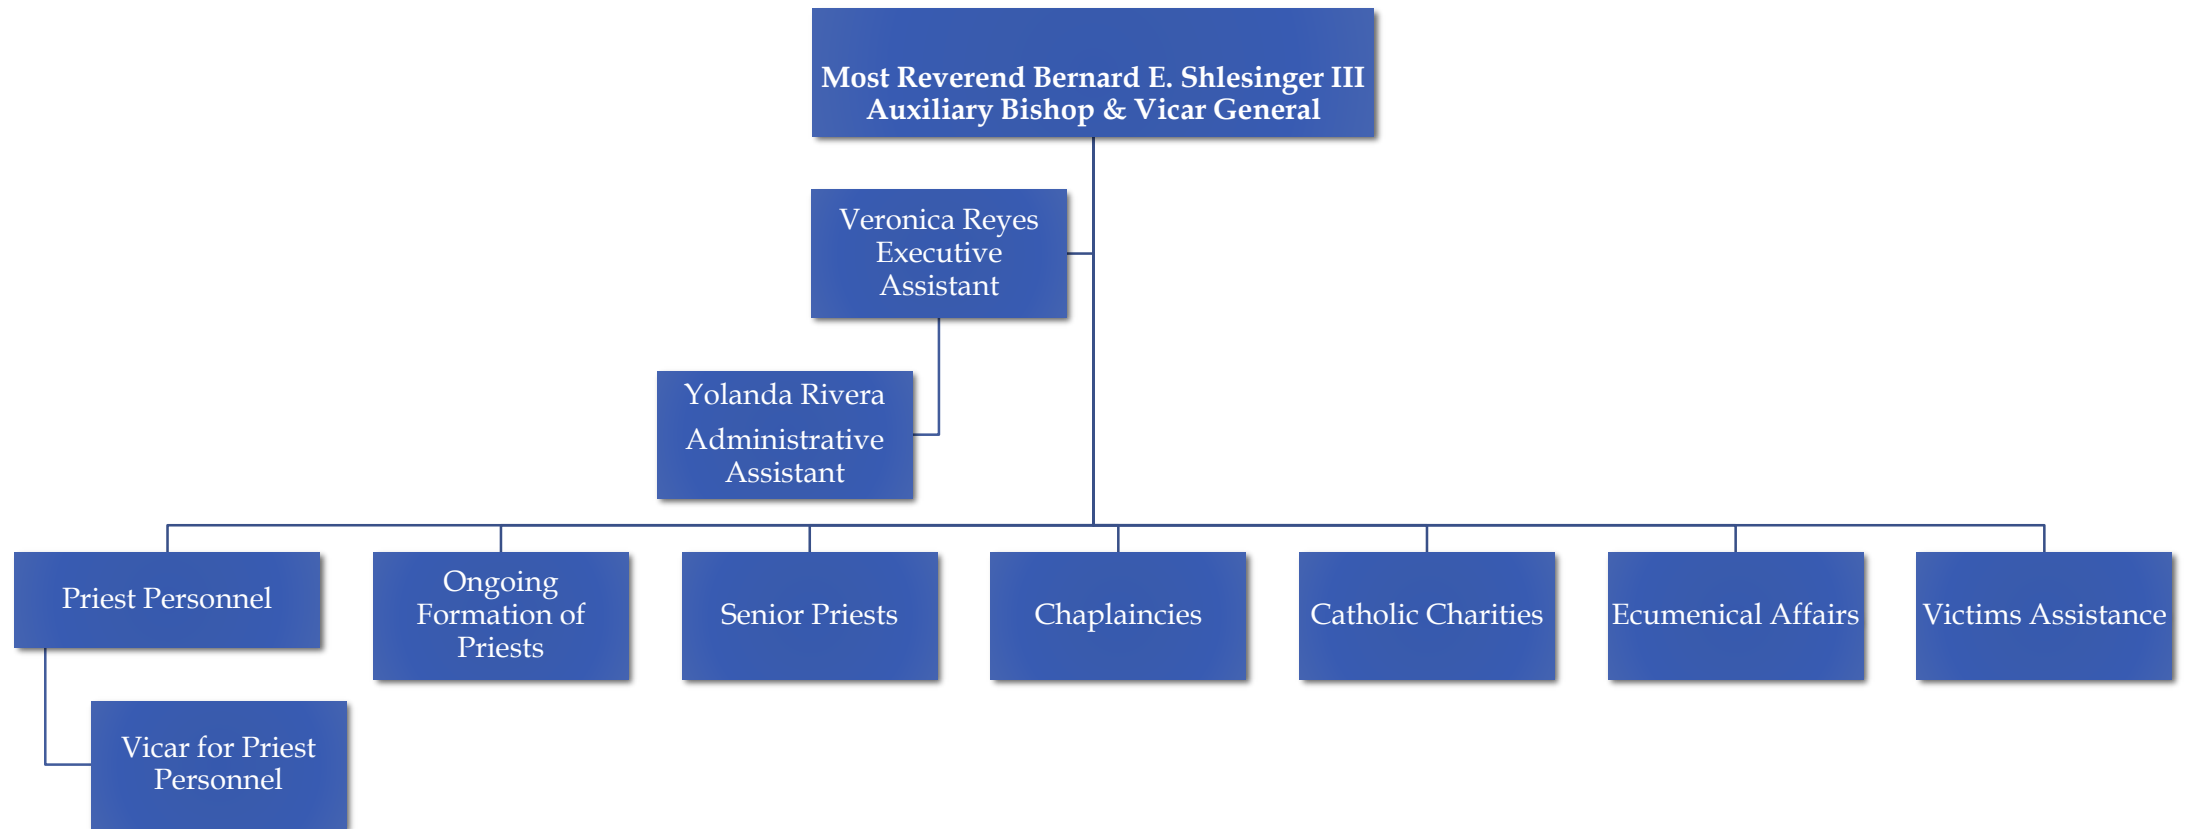 Most Reverend Bernard E. Shlesinger III
Auxiliary Bishop & Vicar General
Veronica Reyes
Executive
Assistant
Yolanda Rivera
Administrative
Assistant
Priest Personnel
Ongoing
Formation of
Priests
Senior Priests
Chaplaincies
Catholic Charities
Ecumenical Affairs
Victims Assistance
Vicar for Priest
Personnel